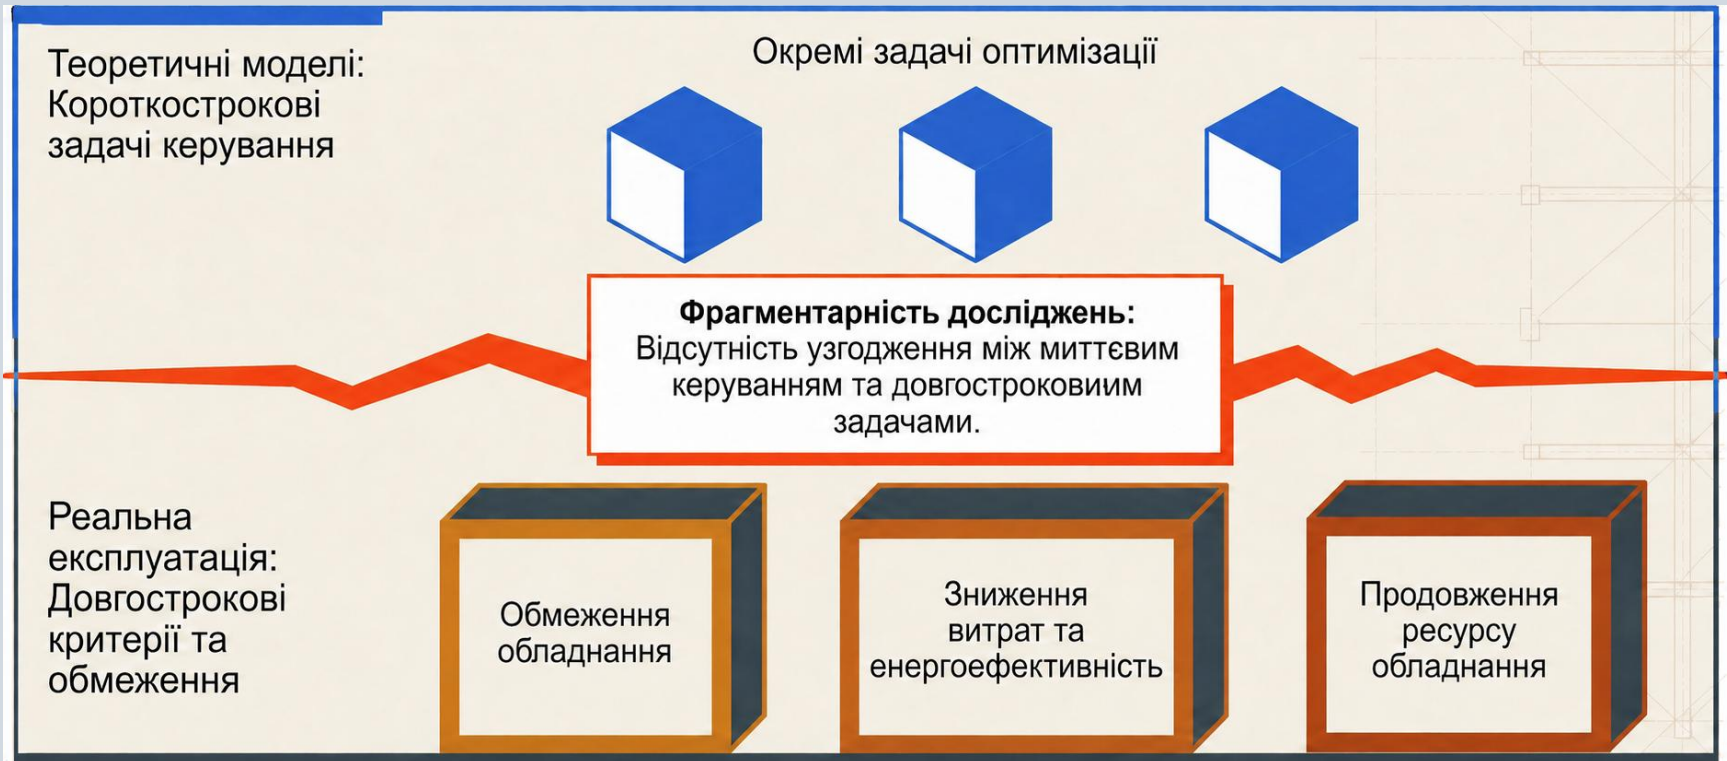 Теоретичні моделі:
Короткострокові
задачі керування
Окремі задачі оптимізації
Фрагментарність досліджень:
Відсутність узгодження між миттєвим
керуванням та довгостроковиим
задачами.
Реальна
експлуатація:
Довгострокові
критерії та
обмеження
Обмеження
обладнання
Зниження
витрат та
енергоефективність
Продовження
ресурсу
обладнання